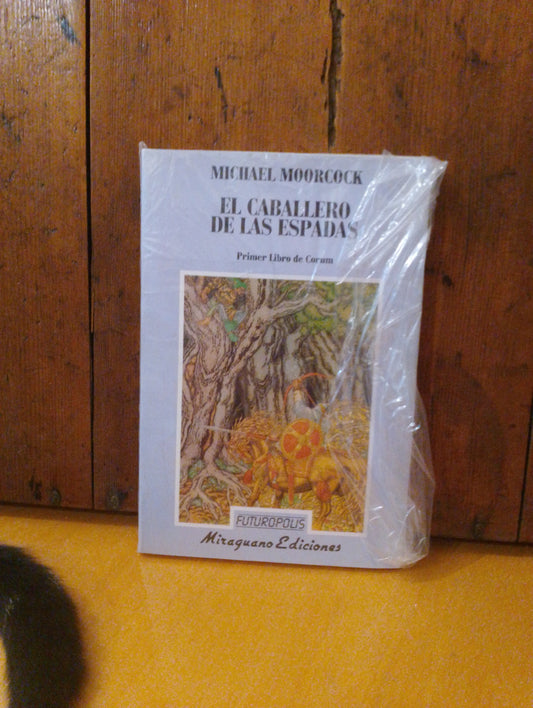 MICHAEL MOORCOCK
EL CABALLERO
DE LAS ESPADAS
Primer Libro de Corum
FUTUROPOLIS
Miraguano Ediciones